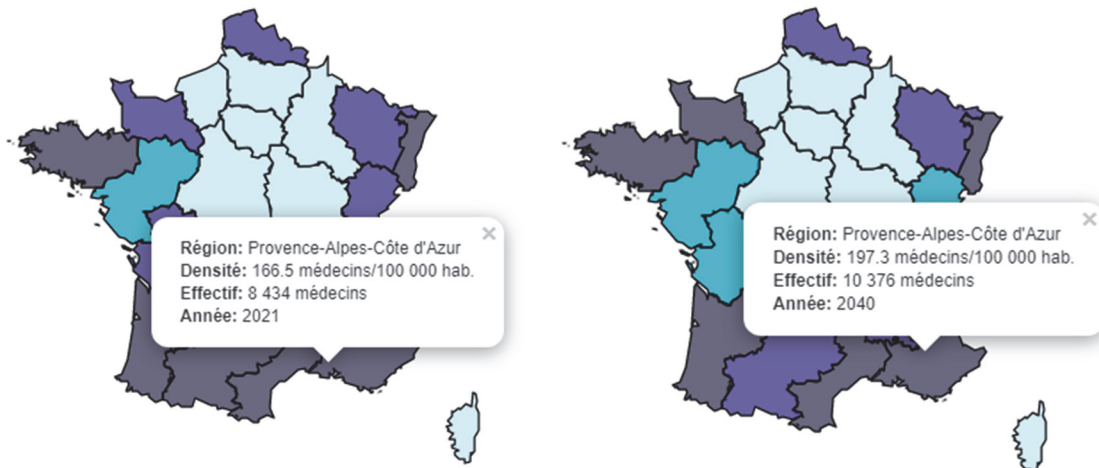 Région: Provence-Alpes-Côte d'Azur
Densité: 166.5 médecins/100 000 hab.
Effectif: 8 434 médecins
Année: 2021
Région: Provence-Alpes-Côte d'Azur
Densité: 197.3 médecins/100 000 hab.
Effectif: 10 376 médecins
Année: 2040